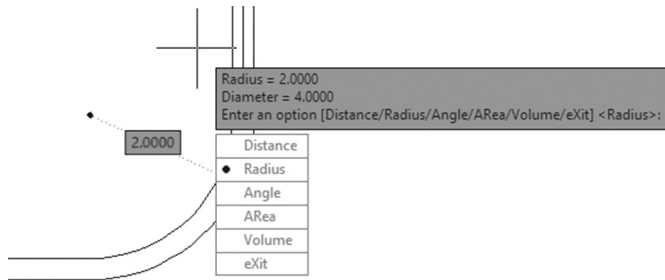 Radius = 2.0000
Diameter = 4.0000
Enter an option [Distance/Radius/Angle/ARea/Volume/eXit] <Radius>:
2.0000
Distance
Radius
Angle
ARea
Volume
eXit